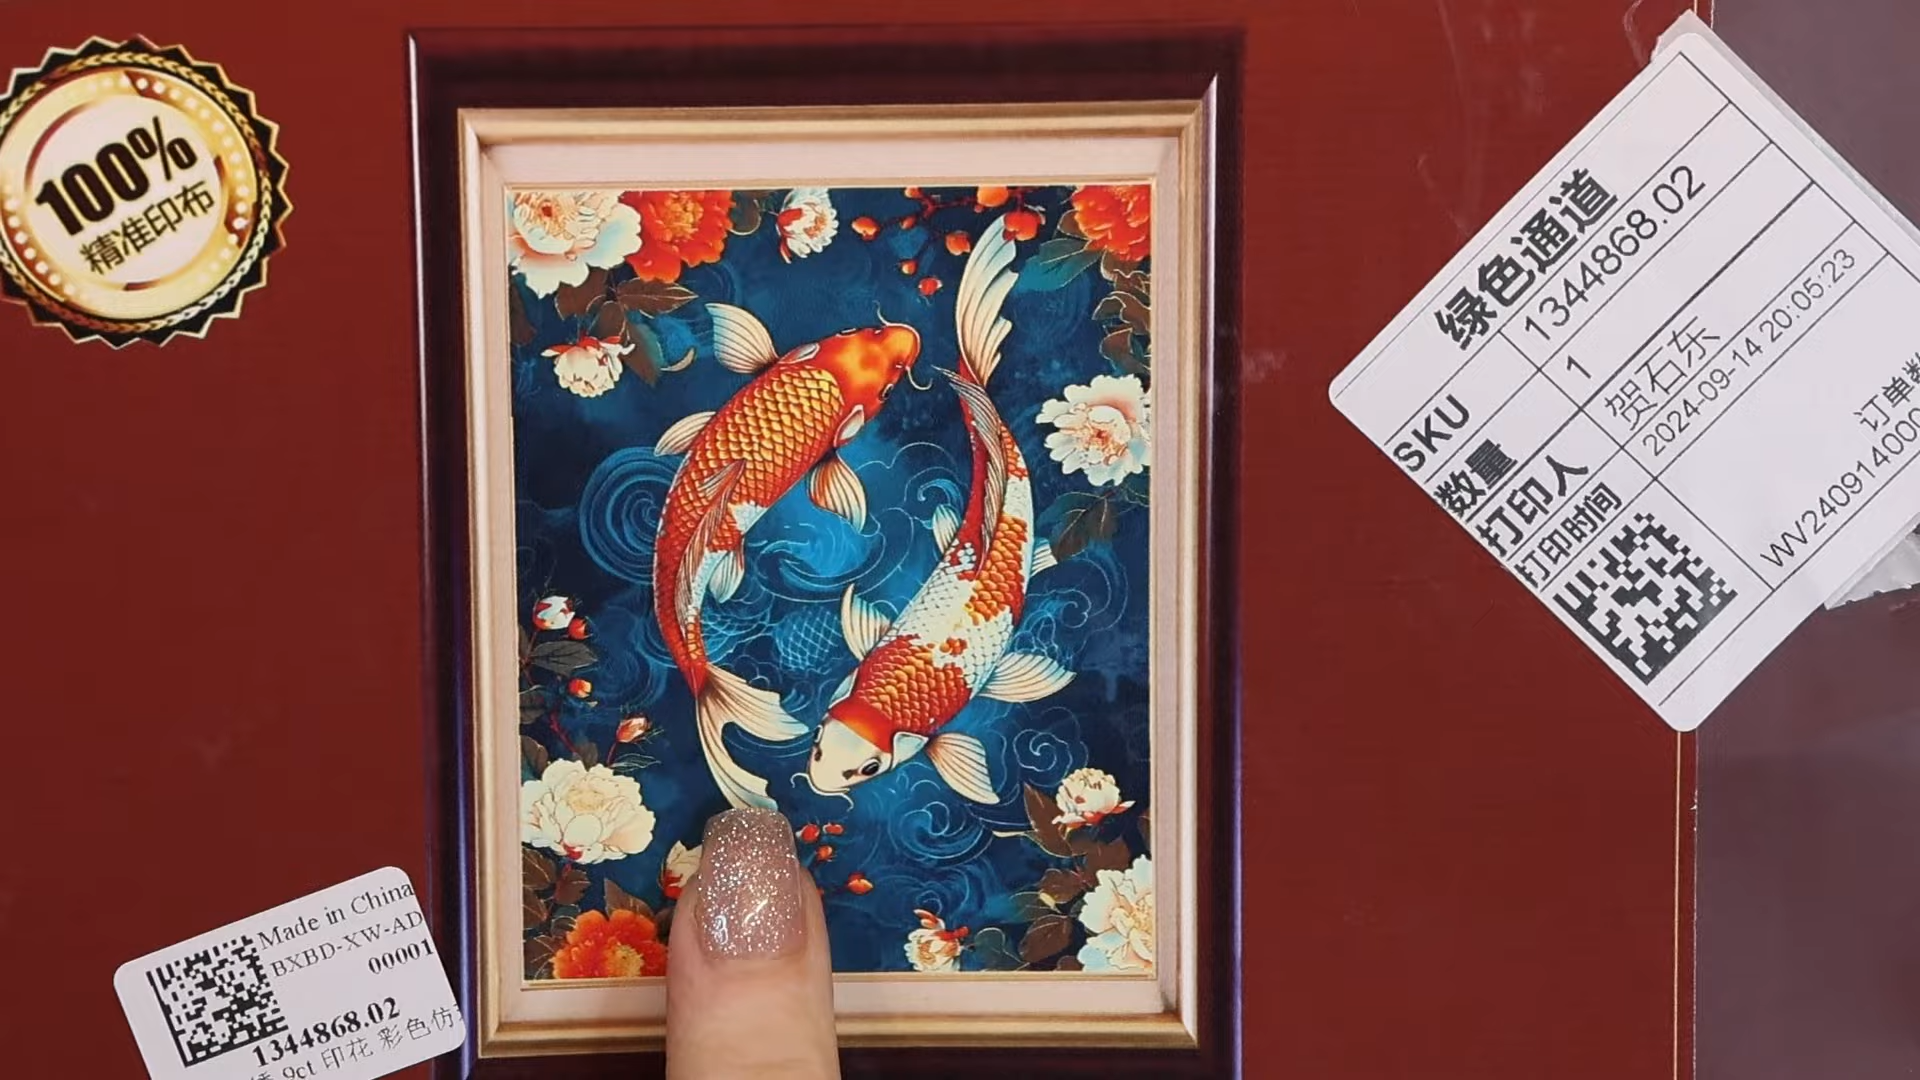 100%
精准印布
绿色通道
SKU 1344868.02
数量 1
打印人 贺石东
打印时间 2024-09-14 20:05:23
订单数
WV240914000
Made in China
BXBD-XW-AD
00001
1344868.02
9ct 印花 彩色仿